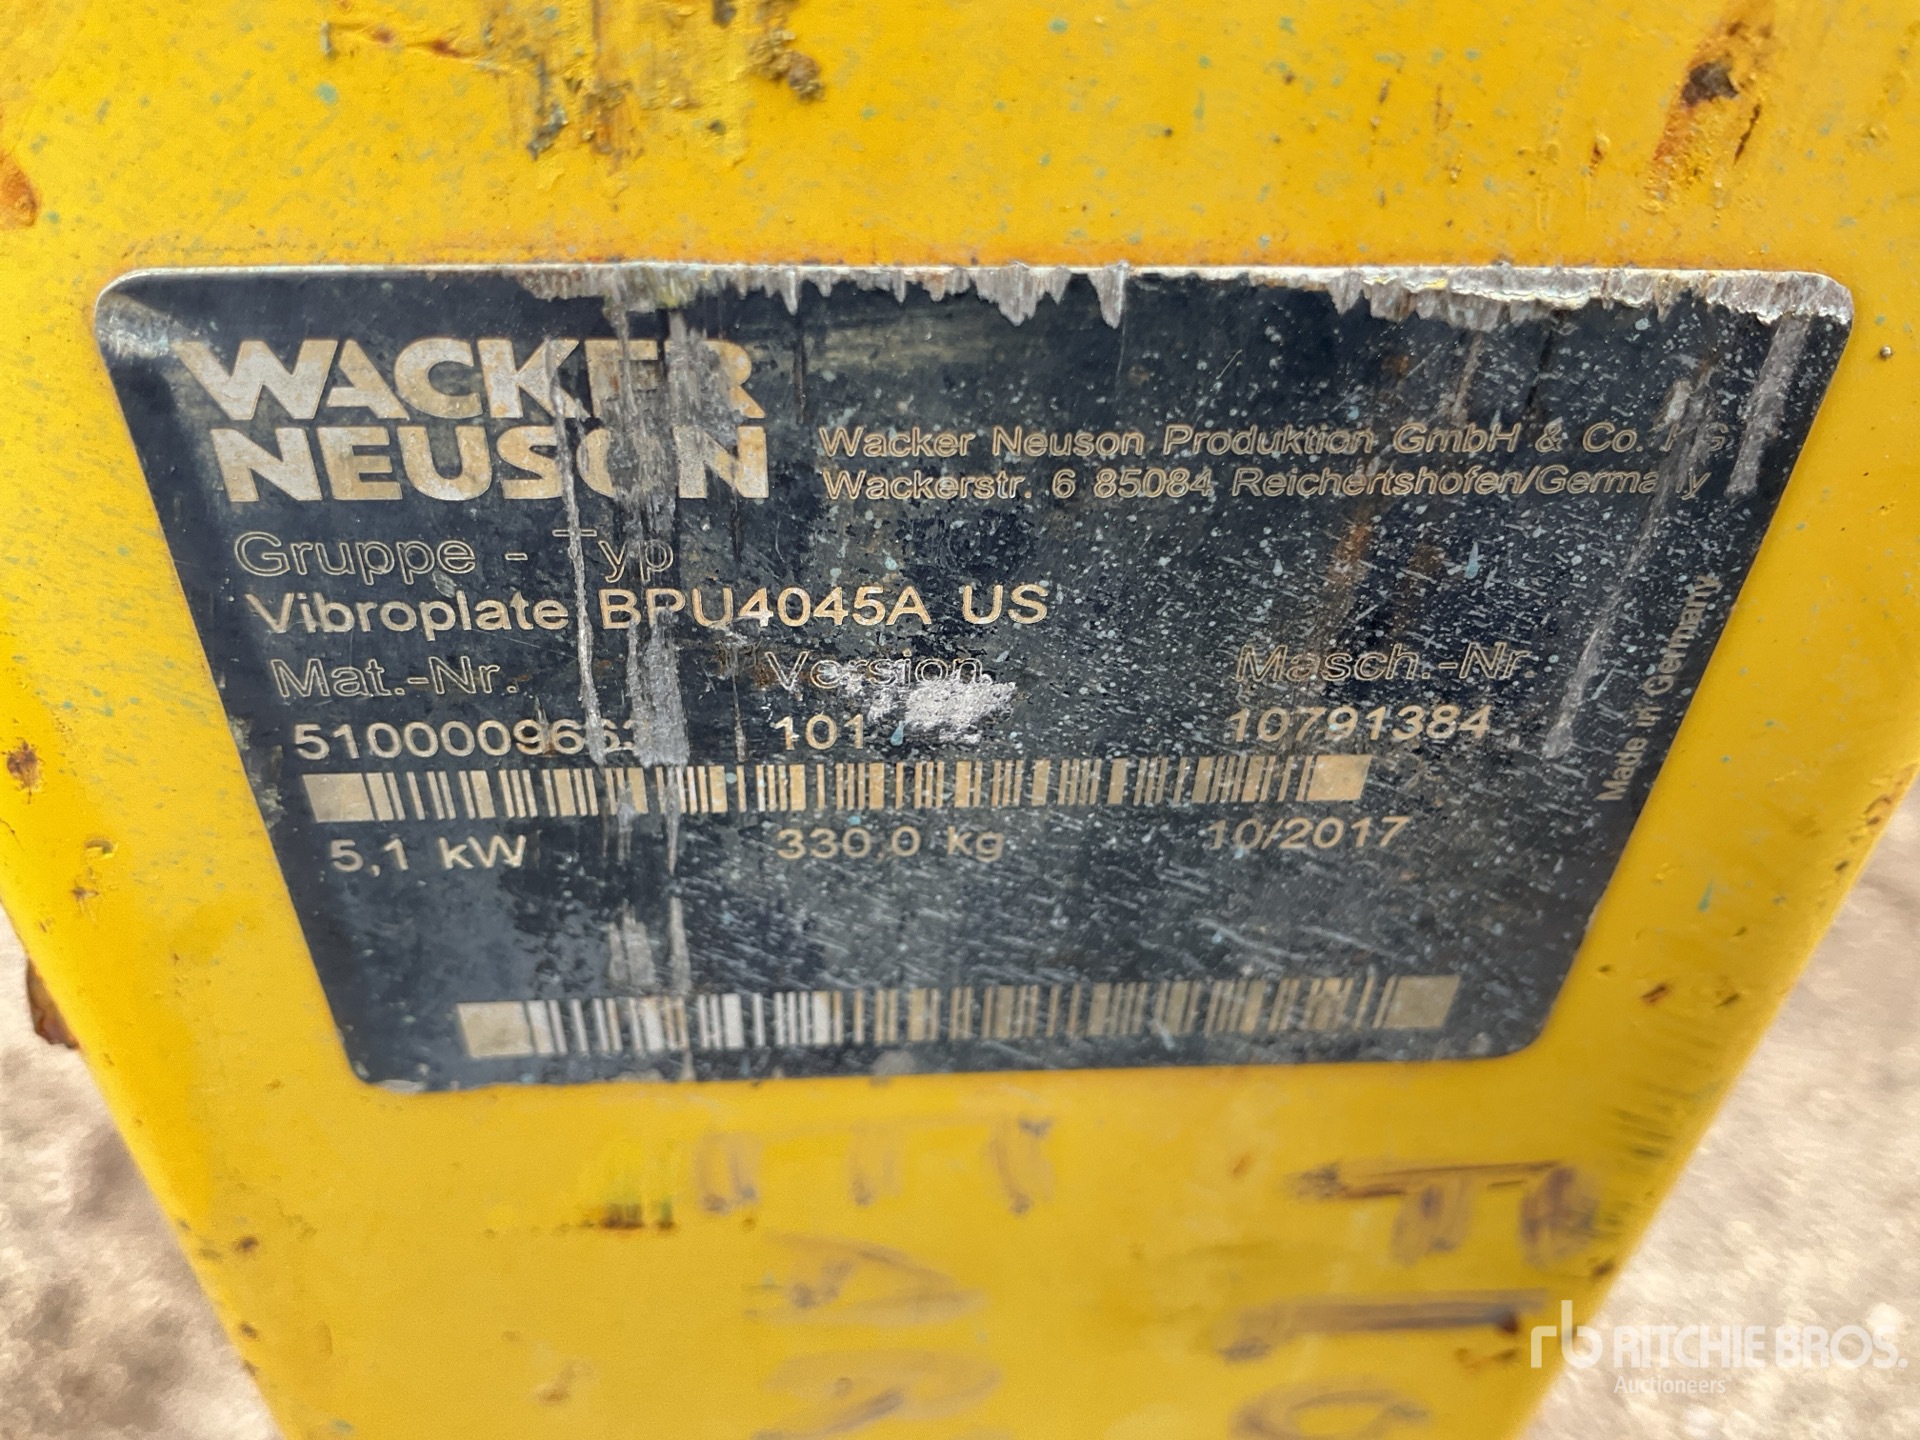 WACKER
NEUSON
Wacker Neuson Produktion GmbH & Co. KG
Wackerstr. 6 85084 Reichertshofen/Germany
Gruppe - Typ
Vibroplate BPU4045A US
Mat.-Nr. Version Masch.-Nr.
101 10791384
5,1 kW 330,0 kg 10/2017
Made in Germany
rb RITCHIE BROS.
Auctioneers